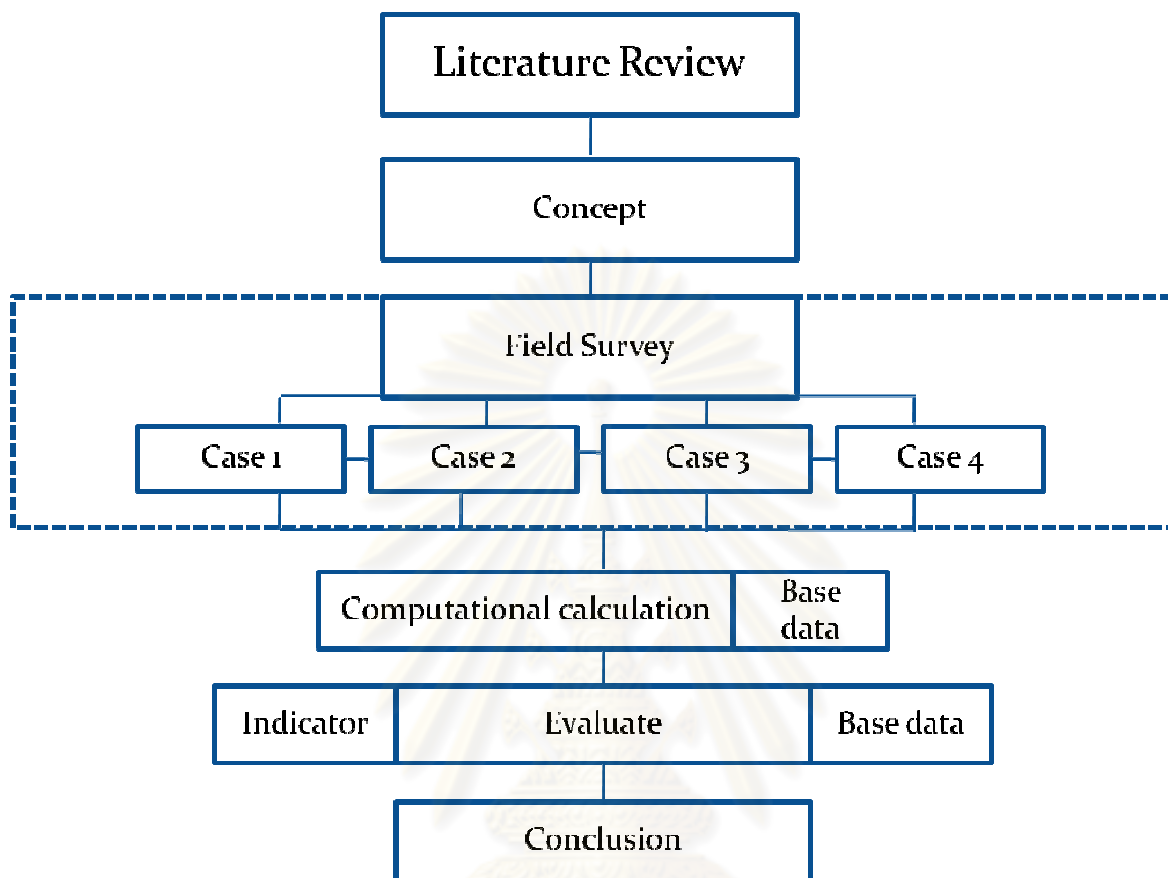 Literature Review
Concept
Field Survey
Case 1
Case 2
Case 3
Case 4
Computational calculation
Base
data
Indicator
Evaluate
Base data
Conclusion